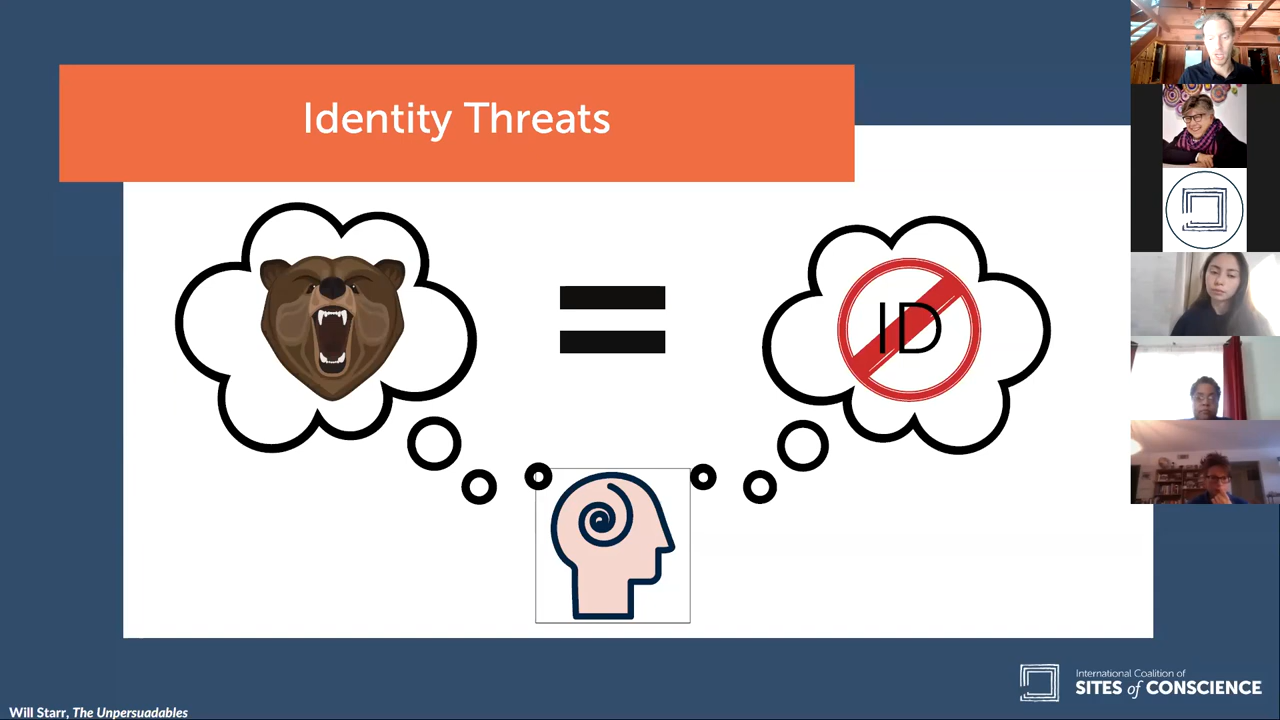 Identity Threats
ID
International Coalition of
SITES of CONSCIENCE
Will Starr, The Unpersuadables